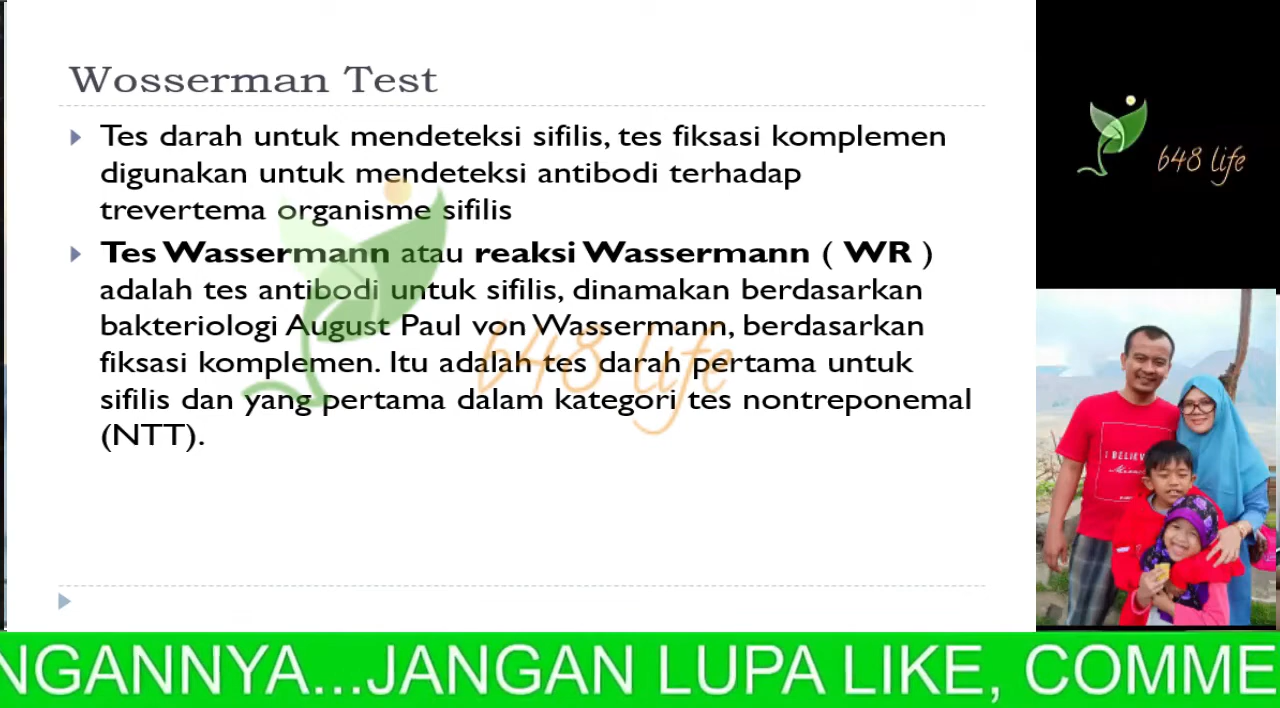 Wosserman Test
Tes darah untuk mendeteksi sifilis, tes fiksasi komplemen
digunakan untuk mendeteksi antibodi terhadap
trevertema organisme sifilis
Tes Wassermann atau reaksi Wassermann ( WR )
adalah tes antibodi untuk sifilis, dinamakan berdasarkan
bakteriologi August Paul von Wassermann, berdasarkan
fiksasi komplemen. Itu adalah tes darah pertama untuk
sifilis dan yang pertama dalam kategori tes nontreponemal
(NTT).
648 life
648 life
I BELIEV
NGANNYA...JANGAN LUPA LIKE, COMME